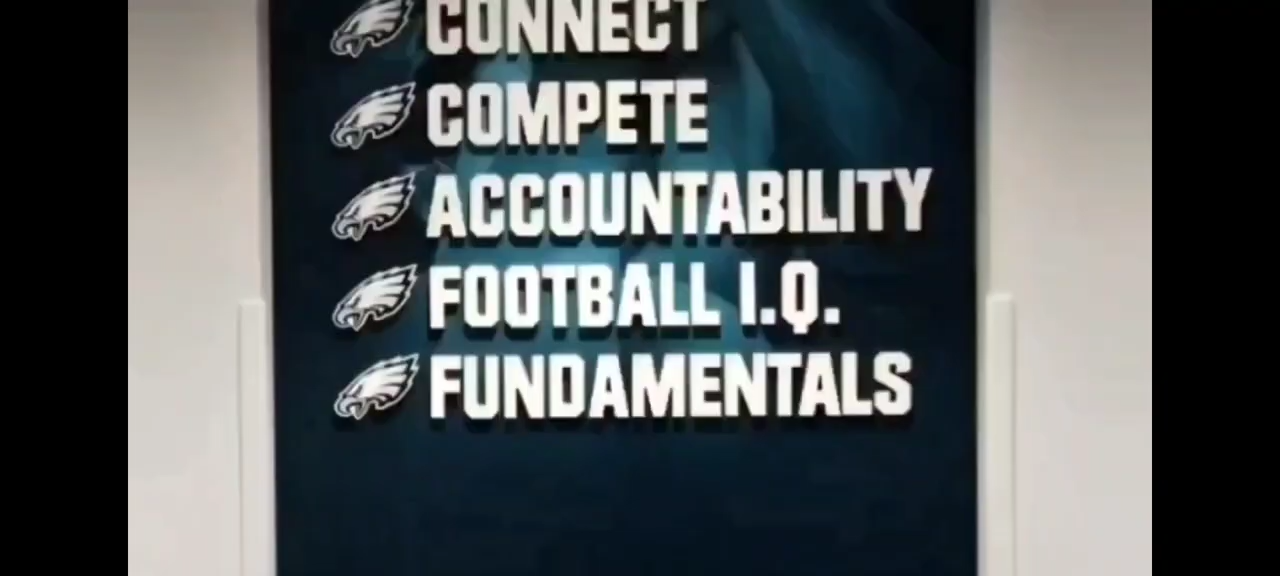 CONNECT
COMPETE
ACCOUNTABILITY
FOOTBALL I.Q.
FUNDAMENTALS